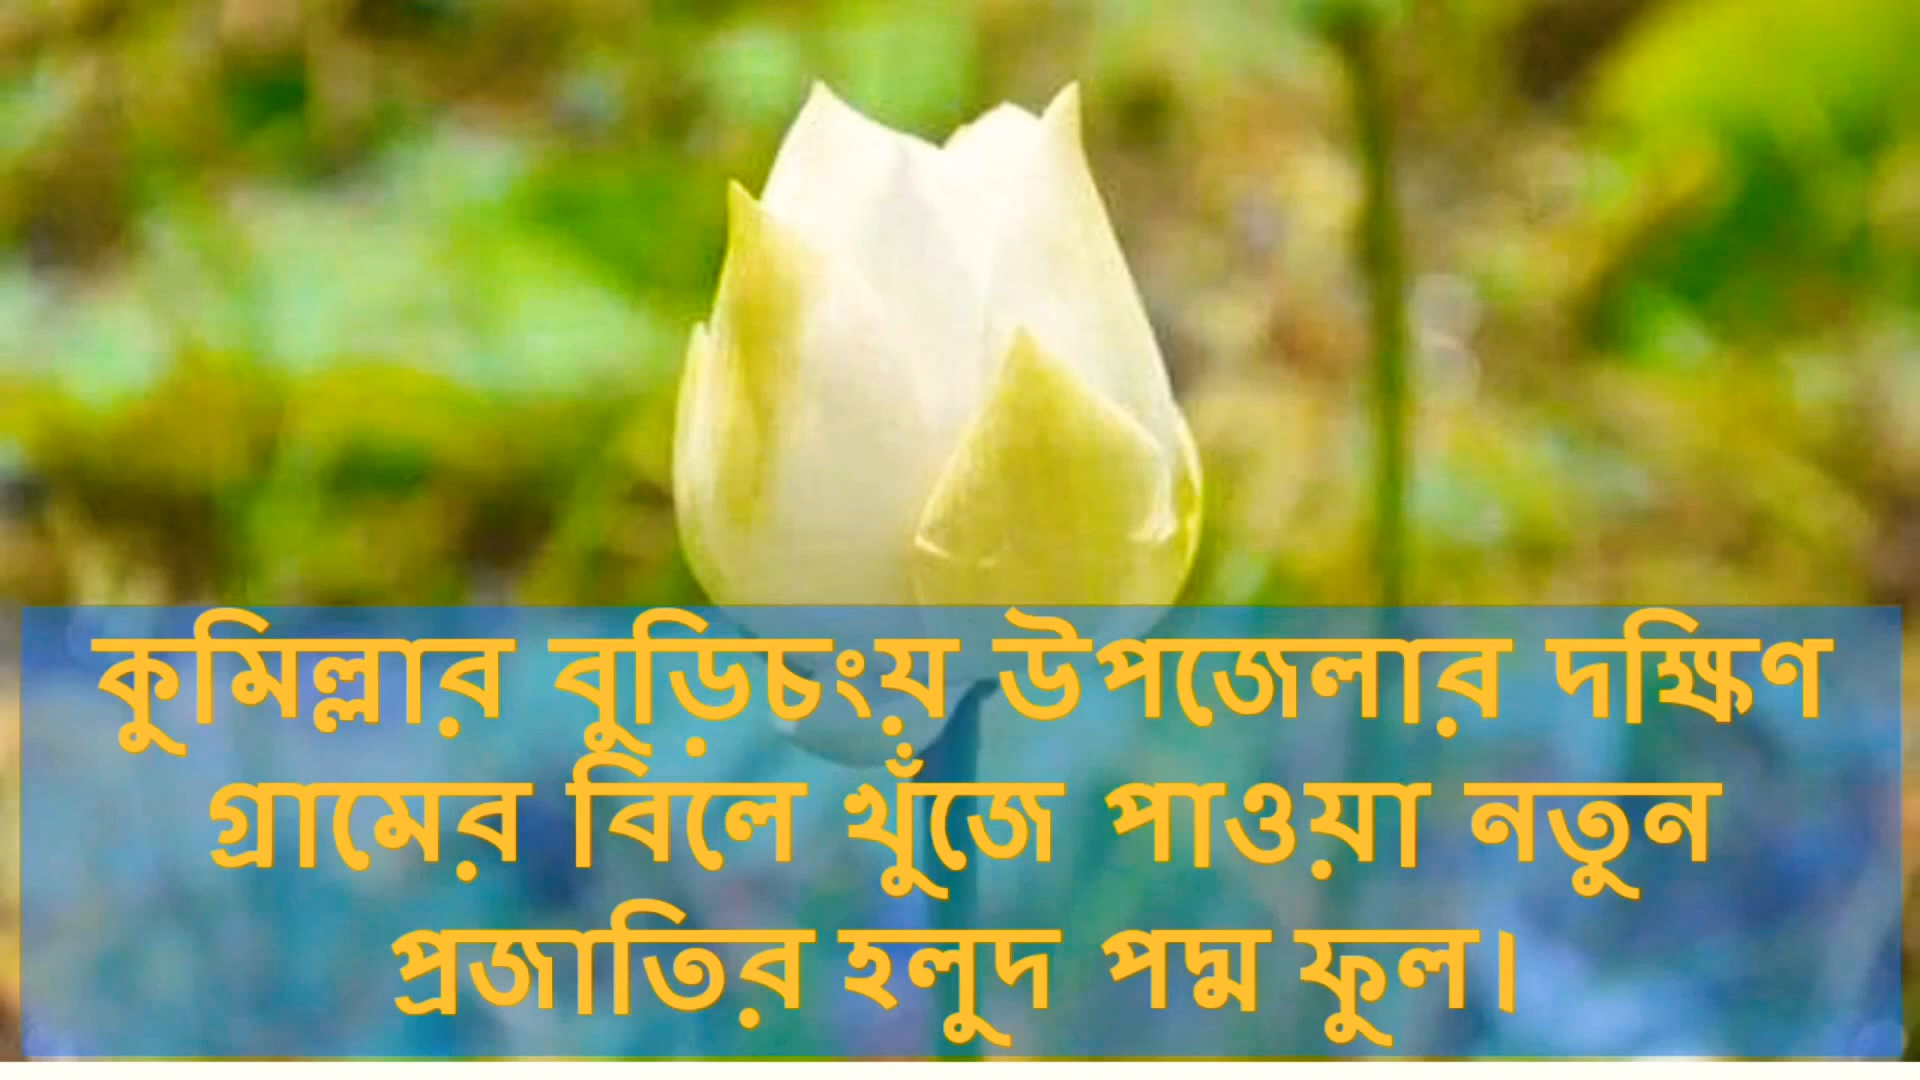 কুমিল্লার বুড়িচংয় উপজেলার দক্ষিণ
গ্রামের বিলে খুঁজে পাওয়া নতুন
প্রজাতির হলুদ পদ্ম ফুল।